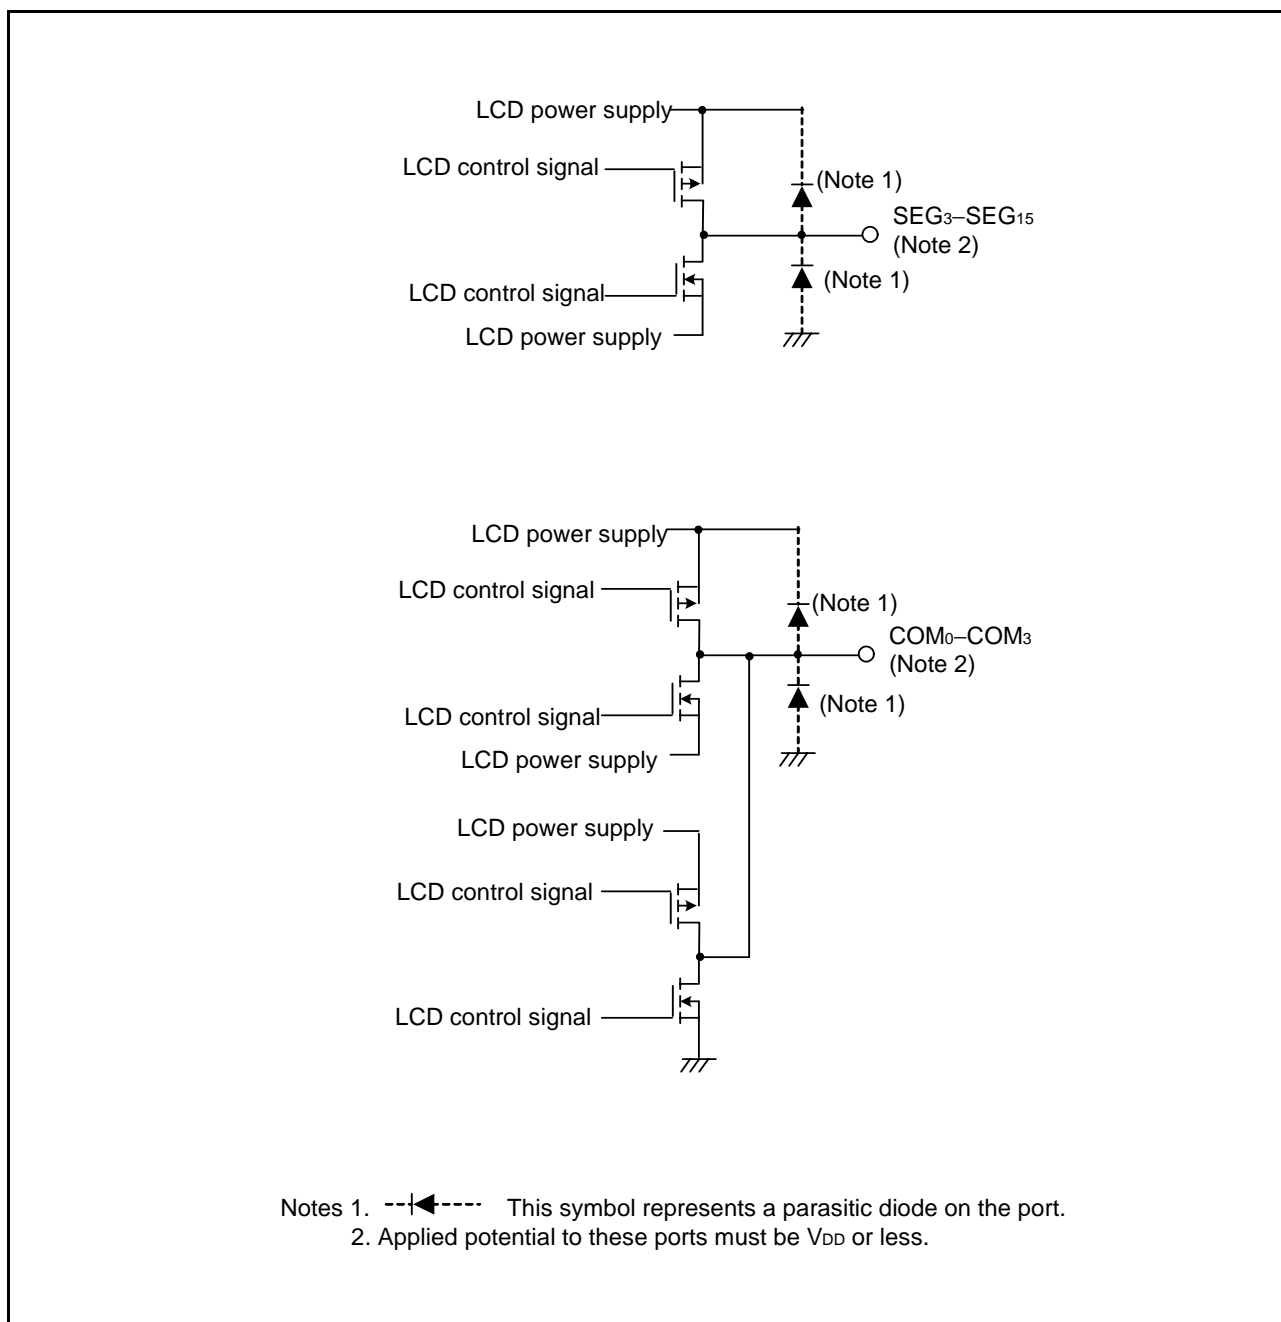 LCD power supply
LCD control signal
(Note 1)
SEG3–SEG15
(Note 2)
(Note 1)
LCD control signal
LCD power supply
LCD power supply
LCD control signal
(Note 1)
COM0–COM3
(Note 2)
(Note 1)
LCD control signal
LCD power supply
LCD power supply
LCD control signal
LCD control signal
Notes 1. This symbol represents a parasitic diode on the port.
2. Applied potential to these ports must be VDD or less.